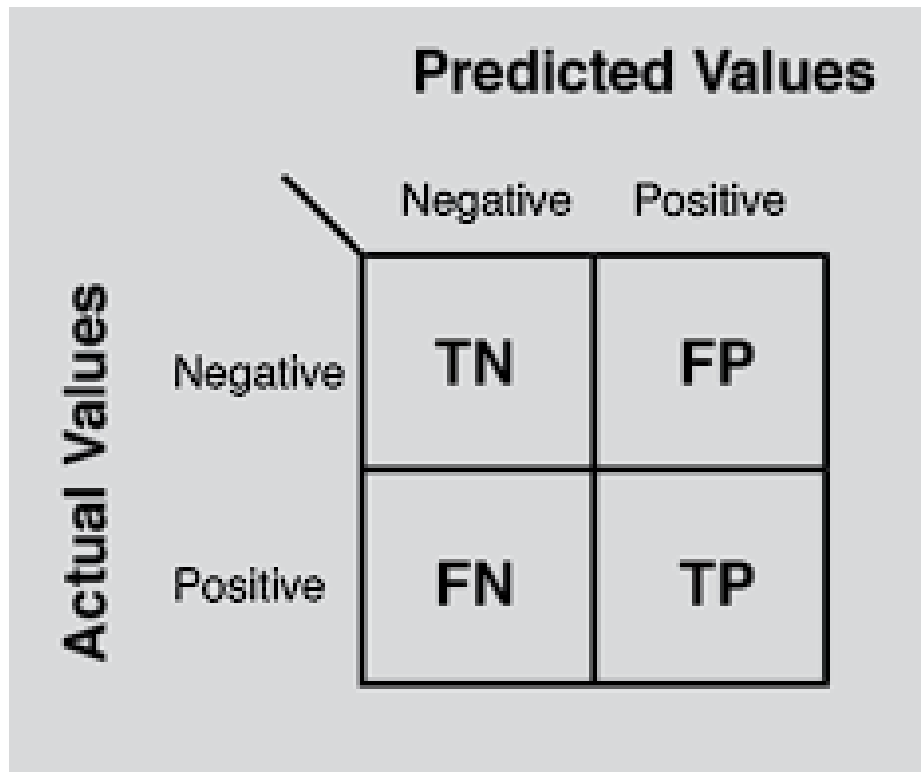 Predicted Values
Negative Positive
Actual Values
Negative TN FP
Positive FN TP